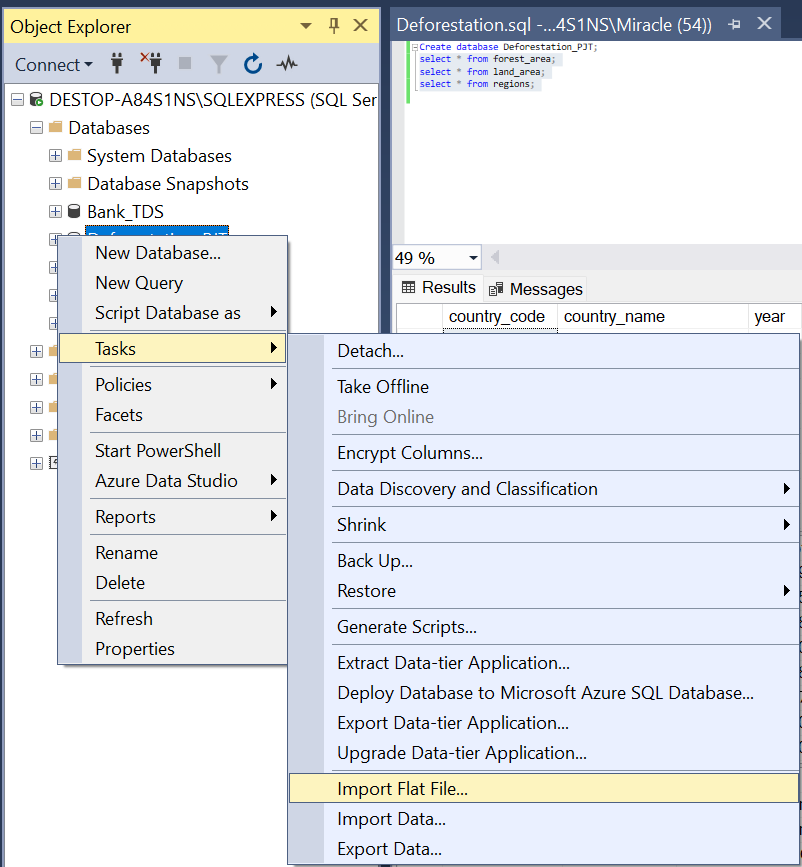 Object Explorer
Connect
DESTOP-A84S1NS\SQLEXPRESS (SQL Ser
Databases
System Databases
Database Snapshots
Bank_TDS
New Database...
New Query
Script Database as
Tasks
Policies
Facets
Start PowerShell
Azure Data Studio
Reports
Rename
Delete
Refresh
Properties
Deforestation.sql -...4S1NS\Miracle (54))
Create database Deforestation_PJT;
select * from forest_area;
select * from land_area;
select * from regions;
49 %
Results Messages
country_code country_name year
Detach...
Take Offline
Bring Online
Encrypt Columns...
Data Discovery and Classification
Shrink
Back Up...
Restore
Generate Scripts...
Extract Data-tier Application...
Deploy Database to Microsoft Azure SQL Database...
Export Data-tier Application...
Upgrade Data-tier Application...
Import Flat File...
Import Data...
Export Data...